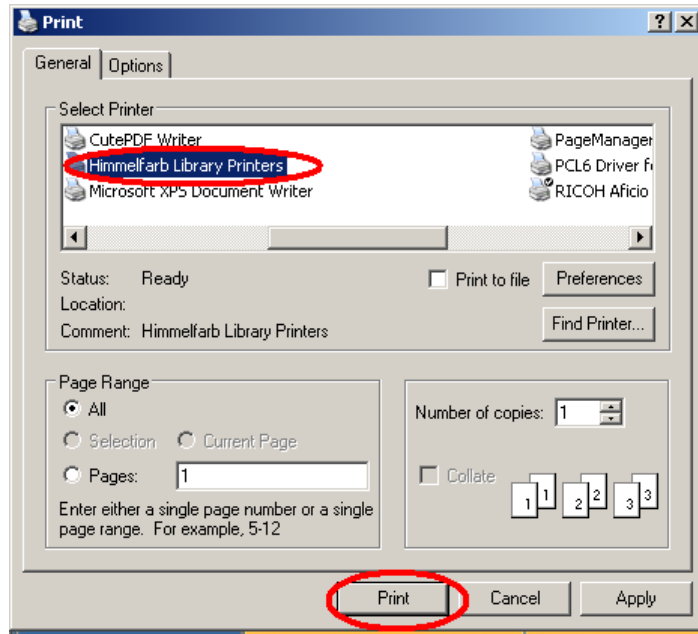 Print
General Options
Select Printer
CutePDF Writer PageManager
Himmelfarb Library Printers PCL6 Driver f
Microsoft XPS Document Writer RICOH Aficio
Status: Ready Print to file Preferences
Location:
Comment: Himmelfarb Library Printers Find Printer...
Page Range
All Number of copies: 1
Selection Current Page
Pages: 1 Collate
1 1 2 2 3 3
Enter either a single page number or a single
page range. For example, 5-12
Print Cancel Apply